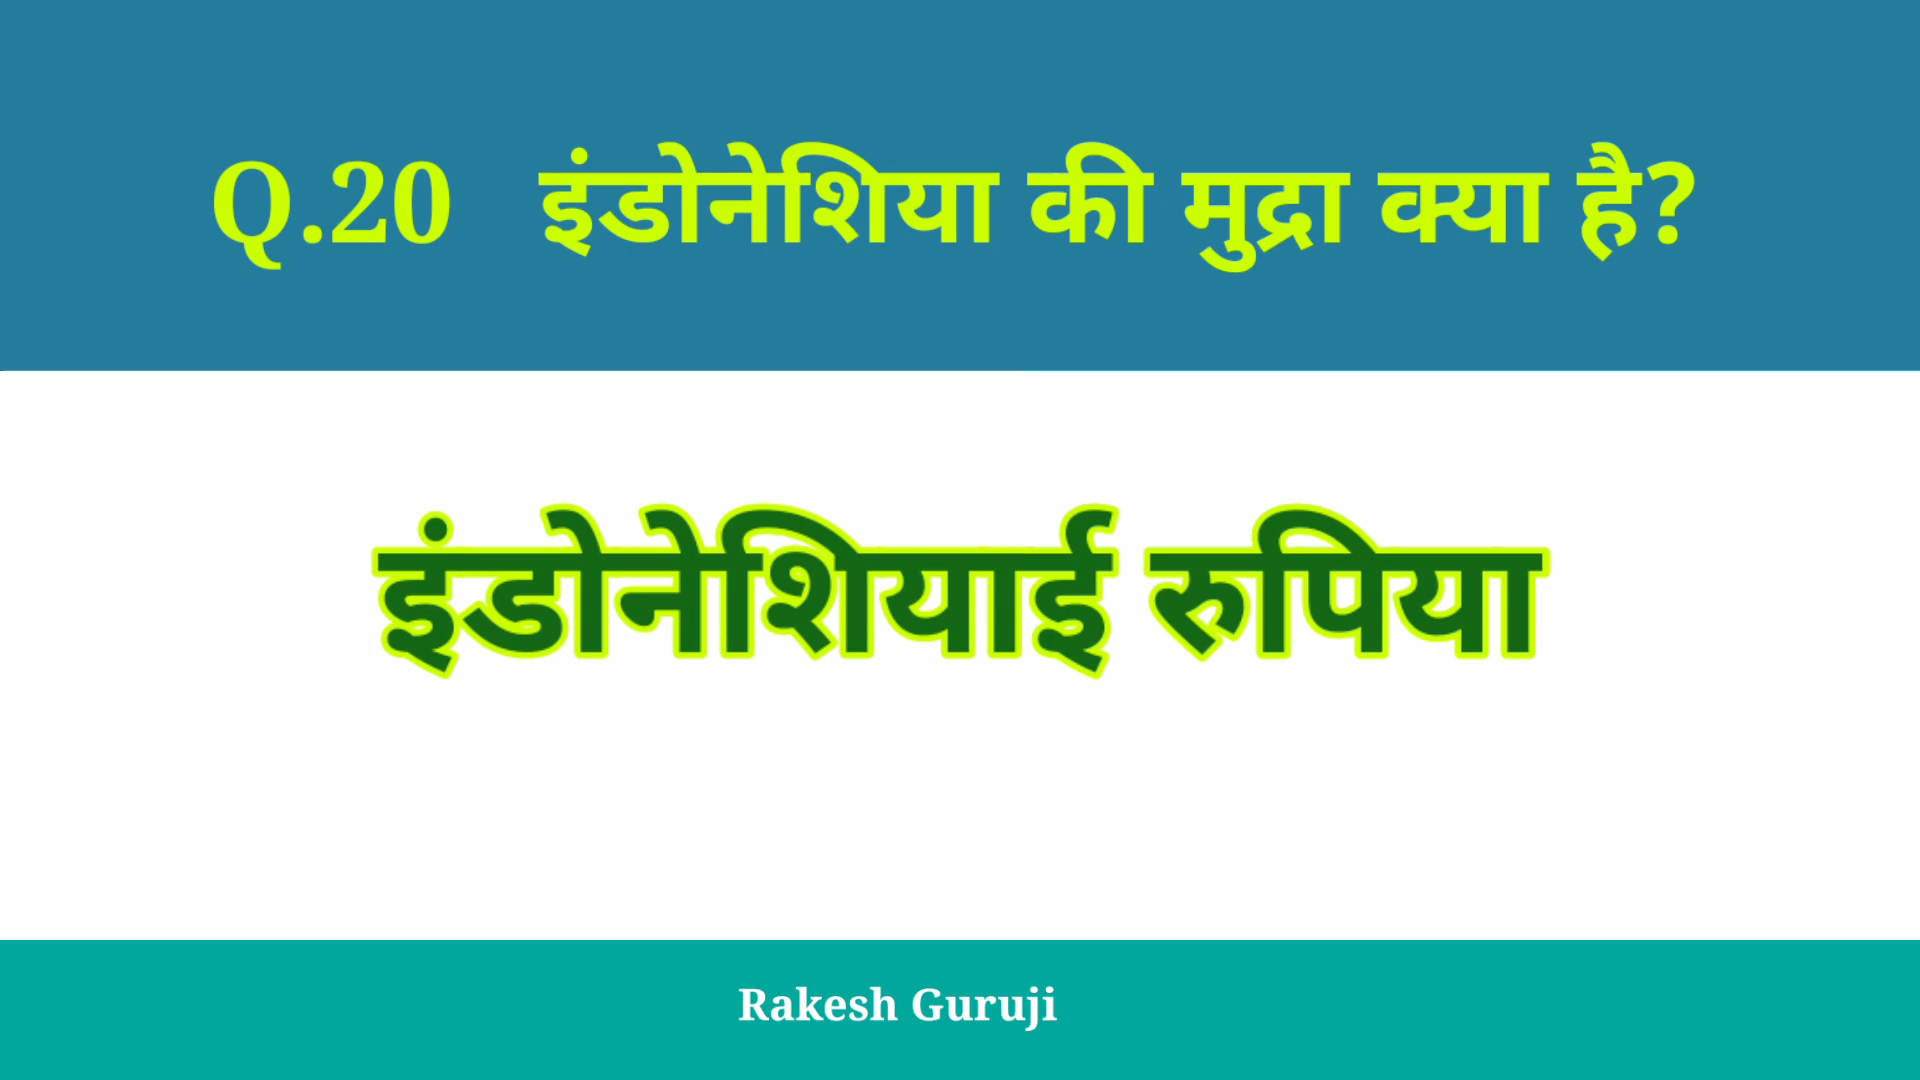 Q.20 इंडोनेशिया की मुद्रा क्या है?
इंडोनेशियाई रुपिया
Rakesh Guruji